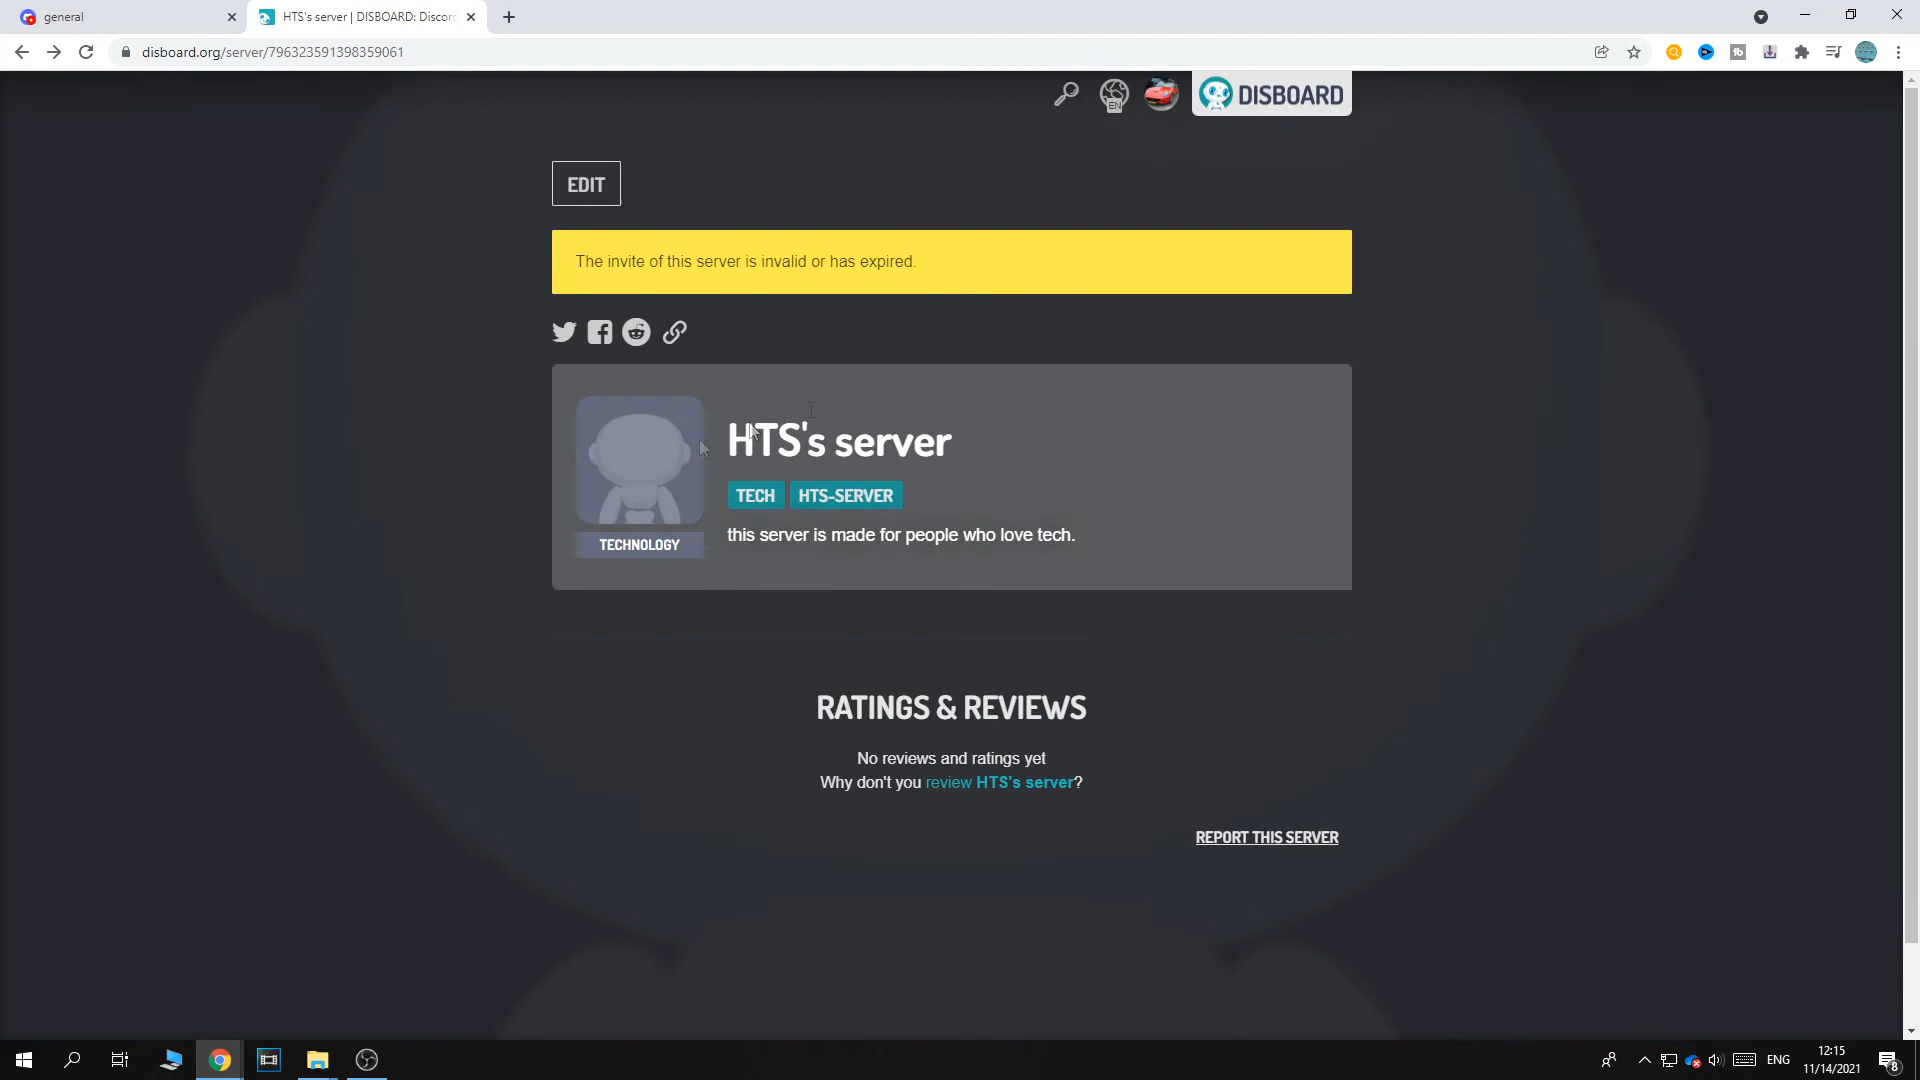 general
HTS's server | DISBOARD: Discord
disboard.org/server/796323591398359061
EN
DISBOARD
EDIT
The invite of this server is invalid or has expired.
HTS's server
TECH HTS-SERVER
this server is made for people who love tech.
TECHNOLOGY
RATINGS & REVIEWS
No reviews and ratings yet
Why don't you review HTS's server?
REPORT THIS SERVER
ENG
12:15
11/14/2021
8